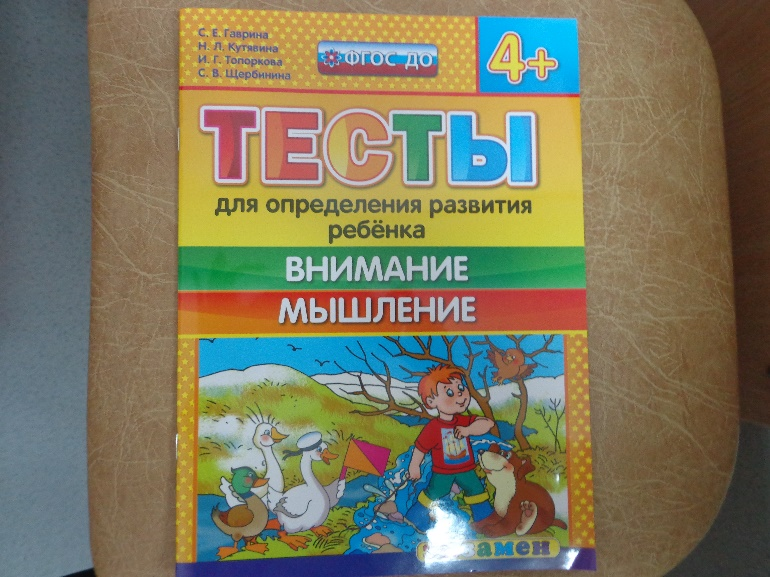 С. Е. Гаврина
Н. Л. Кутявина
И. Г. Топоркова
С. В. Щербинина
ФГОС ДО
4+
ТЕСТЫ
для определения развития
ребёнка
ВНИМАНИЕ
МЫШЛЕНИЕ